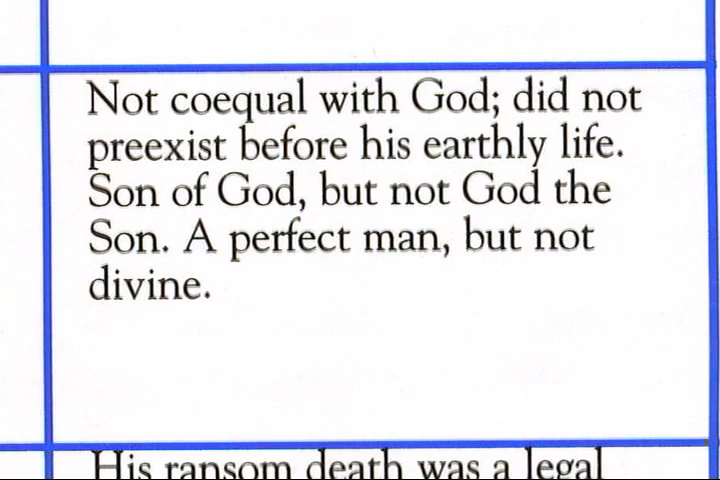 Not coequal with God; did not
preexist before his earthly life.
Son of God, but not God the
Son. A perfect man, but not
divine.
His ransom death was a legal